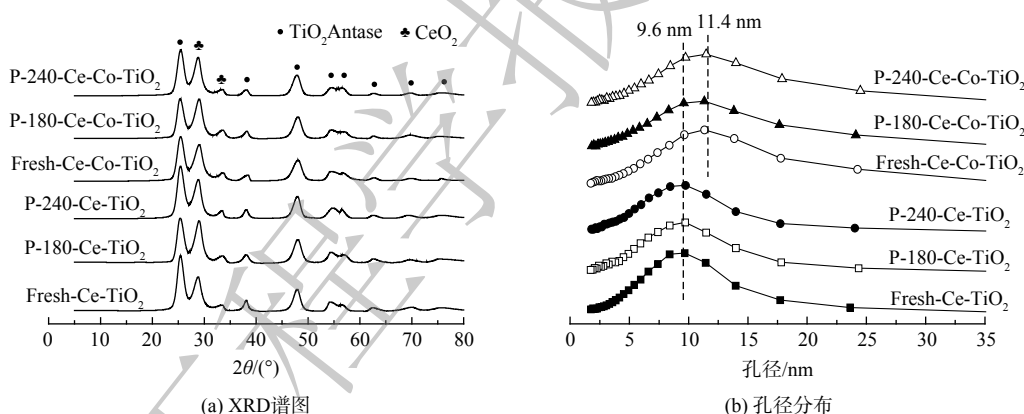 ● TiO₂Antase ♣ CeO₂
P-240-Ce-Co-TiO₂
P-180-Ce-Co-TiO₂
Fresh-Ce-Co-TiO₂
P-240-Ce-TiO₂
P-180-Ce-TiO₂
Fresh-Ce-TiO₂
0 10 20 30 40 50 60 70 80
2θ/(°)
(a) XRD谱图
9.6 nm 11.4 nm
P-240-Ce-Co-TiO₂
P-180-Ce-Co-TiO₂
Fresh-Ce-Co-TiO₂
P-240-Ce-TiO₂
P-180-Ce-TiO₂
Fresh-Ce-TiO₂
0 5 10 15 20 25 30 35
孔径/nm
(b) 孔径分布
程学报